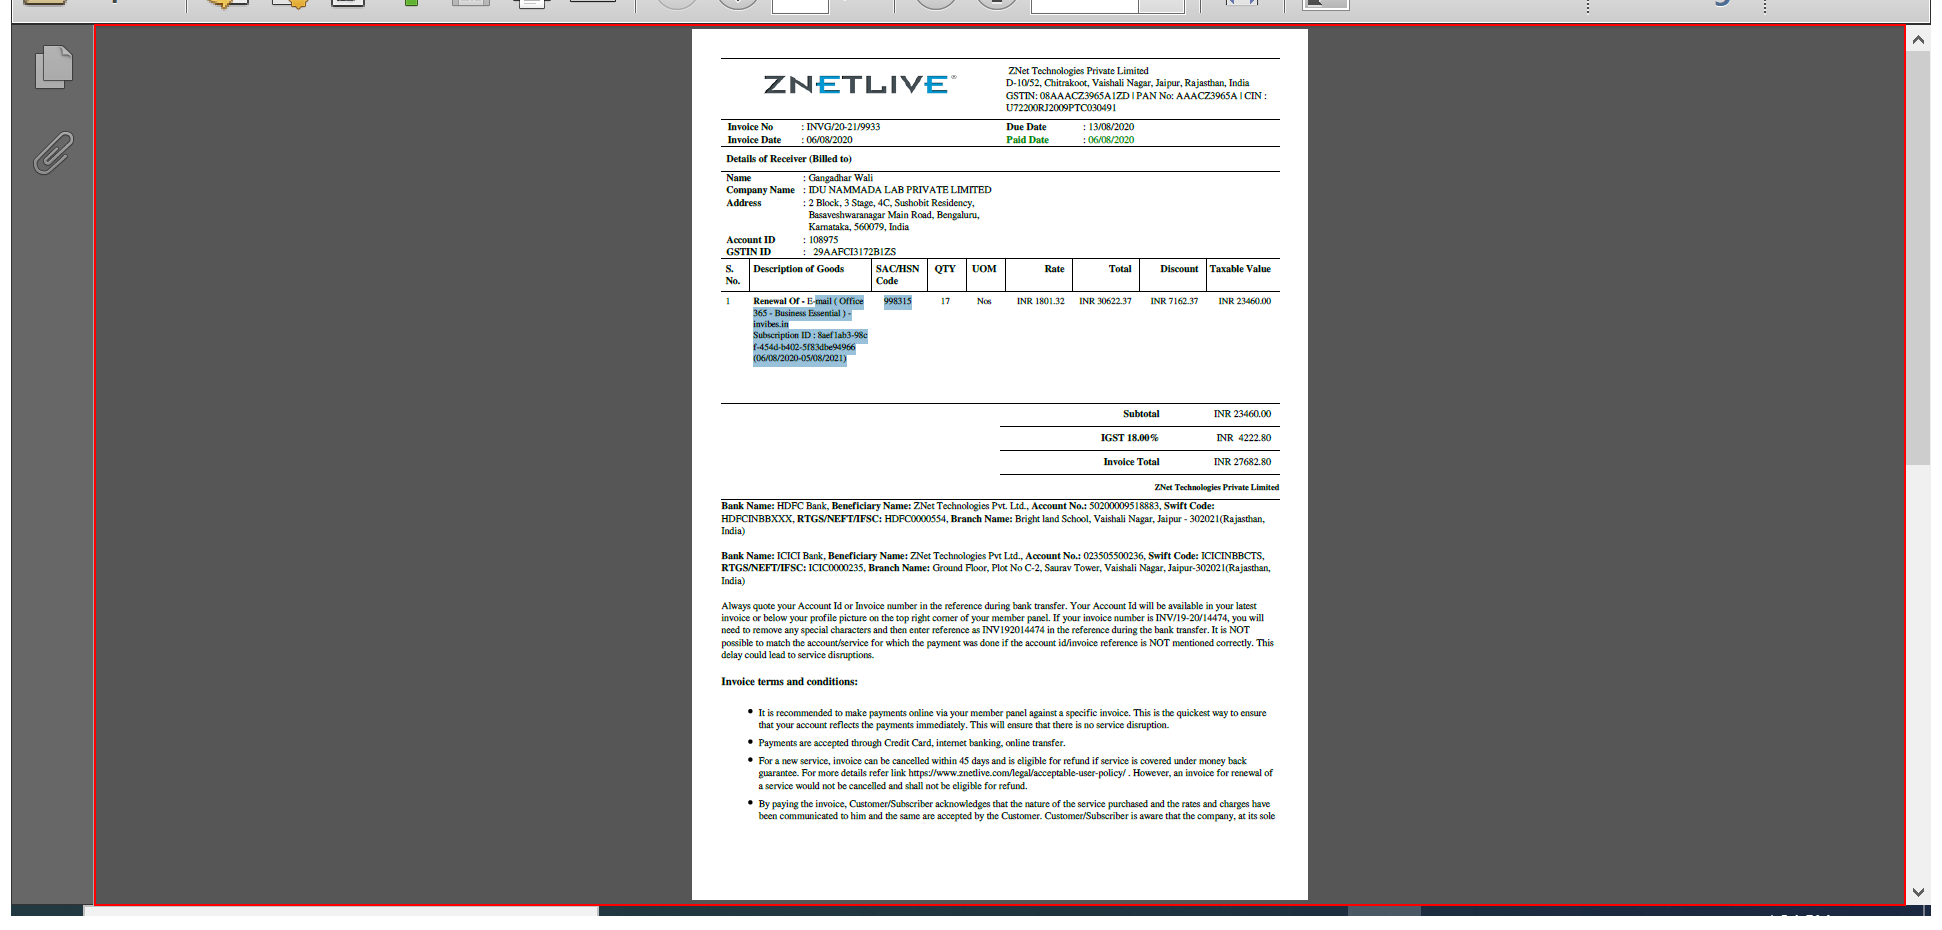 ZNETLIVE®
ZNet Technologies Private Limited
D-10/52, Chitrakoot, Vaishali Nagar, Jaipur, Rajasthan, India
GSTIN: 08AAACZ3965A1ZD | PAN No: AAACZ3965A | CIN :
U72200RJ2009PTC030491
Invoice No : INVG/20-21/9933 Due Date : 13/08/2020
Invoice Date : 06/08/2020 Paid Date : 06/08/2020
Details of Receiver (Billed to)
Name : Gangadhar Wali
Company Name : IDU NAMMADA LAB PRIVATE LIMITED
Address : 2 Block, 3 Stage, 4C, Sushobit Residency,
Basaveshwaranagar Main Road, Bengaluru,
Karnataka, 560079, India
Account ID : 108975
GSTIN ID : 29AAFCI3172B1ZS
S. Description of Goods SAC/HSN QTY UOM Rate Total Discount Taxable Value
No. Code
1 Renewal Of - E-mail ( Office 998315 17 Nos INR 1801.32 INR 30622.37 INR 7162.37 INR 23460.00
365 - Business Essential ) -
invibes.in
Subscription ID : 8aef1ab3-98c
f-454d-b402-5f83dbe94966
(06/08/2020-05/08/2021)
Subtotal INR 23460.00
IGST 18.00% INR 4222.80
Invoice Total INR 27682.80
ZNet Technologies Private Limited
Bank Name: HDFC Bank, Beneficiary Name: ZNet Technologies Pvt. Ltd., Account No.: 50200009518883, Swift Code:
HDFCINBBXXX, RTGS/NEFT/IFSC: HDFC0000554, Branch Name: Bright land School, Vaishali Nagar, Jaipur - 302021(Rajasthan,
India)
Bank Name: ICICI Bank, Beneficiary Name: ZNet Technologies Pvt Ltd., Account No.: 023505500236, Swift Code: ICICINBBCTS,
RTGS/NEFT/IFSC: ICIC0000235, Branch Name: Ground Floor, Plot No C-2, Saurav Tower, Vaishali Nagar, Jaipur-302021(Rajasthan,
India)
Always quote your Account Id or Invoice number in the reference during bank transfer. Your Account Id will be available in your latest
invoice or below your profile picture on the top right corner of your member panel. If your invoice number is INV/19-20/14474, you will
need to remove any special characters and then enter reference as INV192014474 in the reference during the bank transfer. It is NOT
possible to match the account/service for which the payment was done if the account id/invoice reference is NOT mentioned correctly. This
delay could lead to service disruptions.
Invoice terms and conditions:
• It is recommended to make payments online via your member panel against a specific invoice. This is the quickest way to ensure
that your account reflects the payments immediately. This will ensure that there is no service disruption.
• Payments are accepted through Credit Card, internet banking, online transfer.
• For a new service, invoice can be cancelled within 45 days and is eligible for refund if service is covered under money back
guarantee. For more details refer link https://www.znetlive.com/legal/acceptable-user-policy/ . However, an invoice for renewal of
a service would not be cancelled and shall not be eligible for refund.
• By paying the invoice, Customer/Subscriber acknowledges that the nature of the service purchased and the rates and charges have
been communicated to him and the same are accepted by the Customer. Customer/Subscriber is aware that the company, at its sole